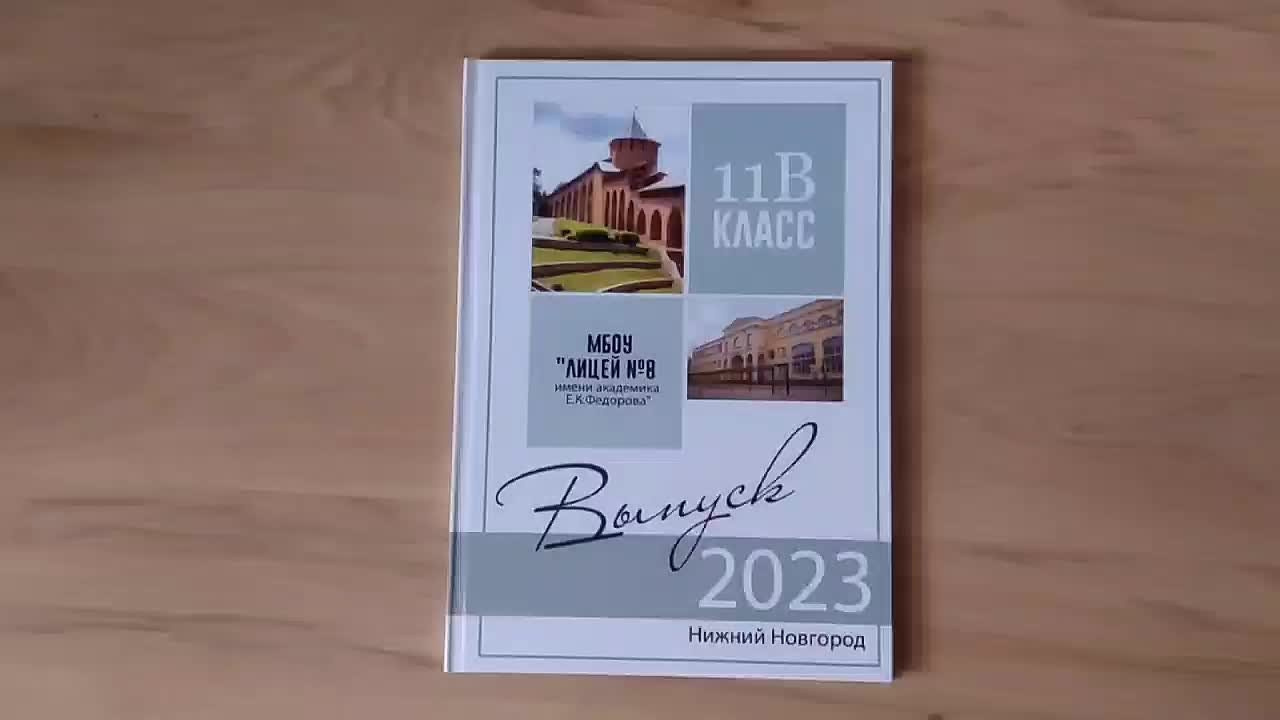 11В
КЛАСС
МБОУ
"ЛИЦЕЙ №8
имени академика
Е.К.Федорова"
Выпуск
2023
Нижний Новгород